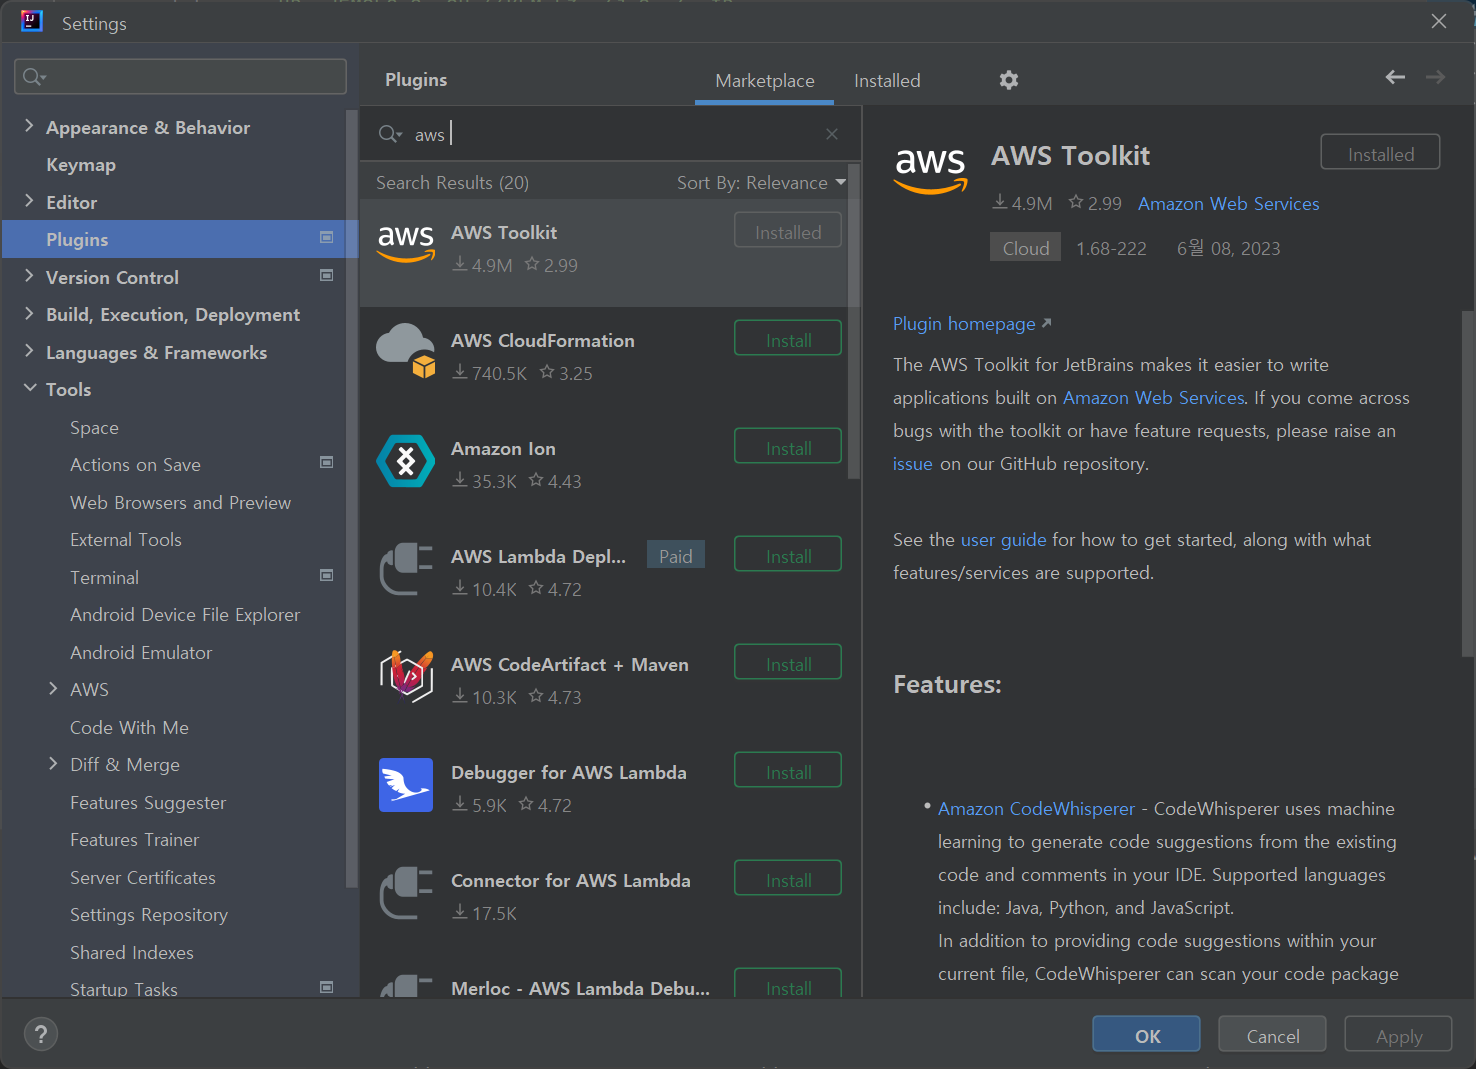 Settings
Appearance & Behavior
Keymap
Editor
Plugins
Version Control
Build, Execution, Deployment
Languages & Frameworks
Tools
Space
Actions on Save
Web Browsers and Preview
External Tools
Terminal
Android Device File Explorer
Android Emulator
AWS
Code With Me
Diff & Merge
Features Suggester
Features Trainer
Server Certificates
Settings Repository
Shared Indexes
Startup Tasks
Plugins
Marketplace
Installed
aws
Search Results (20)
Sort By: Relevance
aws
AWS Toolkit
Installed
4.9M 2.99
AWS CloudFormation
Install
740.5K 3.25
Amazon Ion
Install
35.3K 4.43
AWS Lambda Depl...
Paid
Install
10.4K 4.72
AWS CodeArtifact + Maven
Install
10.3K 4.73
Debugger for AWS Lambda
Install
5.9K 4.72
Connector for AWS Lambda
Install
17.5K
Merloc - AWS Lambda Debu...
Install
aws
AWS Toolkit
Installed
4.9M 2.99 Amazon Web Services
Cloud 1.68-222 6월 08, 2023
Plugin homepage
The AWS Toolkit for JetBrains makes it easier to write
applications built on Amazon Web Services. If you come across
bugs with the toolkit or have feature requests, please raise an
issue on our GitHub repository.
See the user guide for how to get started, along with what
features/services are supported.
Features:
• Amazon CodeWhisperer - CodeWhisperer uses machine
learning to generate code suggestions from the existing
code and comments in your IDE. Supported languages
include: Java, Python, and JavaScript.
In addition to providing code suggestions within your
current file, CodeWhisperer can scan your code package
?
OK
Cancel
Apply